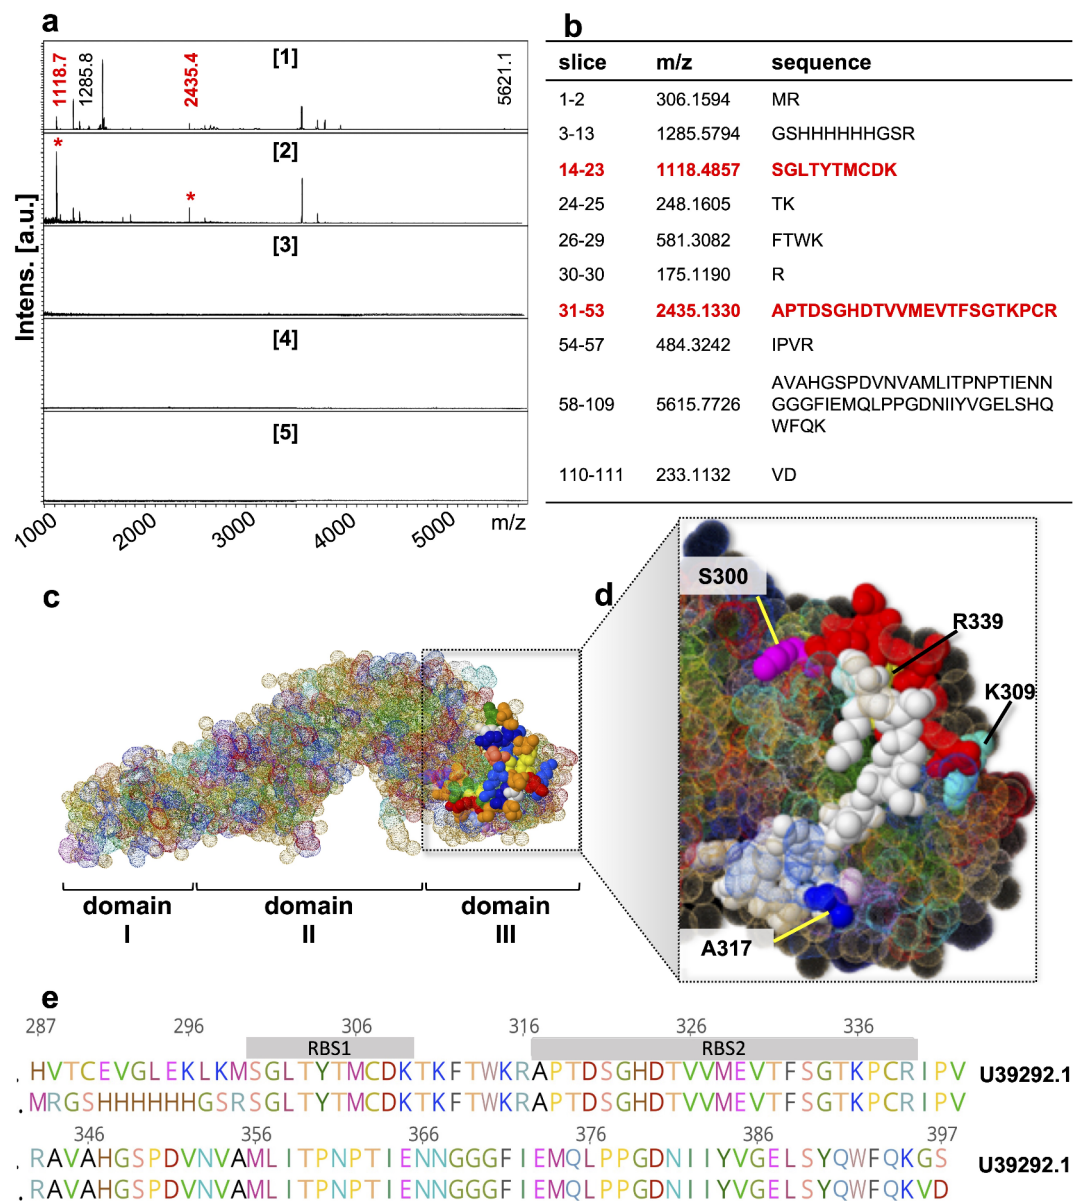 a
[1]
1118.7
1285.8
2435.4
5621.1
*
[2]
*
[3]
[4]
[5]
Intens. [a.u.]
1000
2000
3000
4000
5000
m/z
b
slice m/z sequence
1-2 306.1594 MR
3-13 1285.5794 GSHHHHHHGSR
14-23 1118.4857 SGLTYTMCDK
24-25 248.1605 TK
26-29 581.3082 FTWK
30-30 175.1190 R
31-53 2435.1330 APTDSGHDTVVMEVTFSGTKPCR
54-57 484.3242 IPVR
AVAHGSPDVNVAMLITPNPTIENN
58-109 5615.7726 GGGFIEMQLPPGDNIIYVGELSHQ
WFQK
110-111 233.1132 VD
c
domain
I
domain
II
domain
III
d
S300
R339
K309
A317
e
287 296 306 316 326 336
RBS1 RBS2
. HVTCEVGLEKLKMSGLTYTMCDKTKFTWKRAPTDSGHDTVVMEVTFSGTKPCRIPV U39292.1
. MRGSHHHHHHGSRSGLTYTMCDKTKFTWKRAPTDSGHDTVVMEVTFSGTKPCRIPV
346 356 366 376 386 397
. RAVAHGSPDVNVAMLITPNPTIENNGGGFIEMQLPPGDNIIYVGELSYQWFQKGS U39292.1
. RAVAHGSPDVNVAMLITPNPTIENNGGGFIEMQLPPGDNIIYVGELSYQWFQKVD